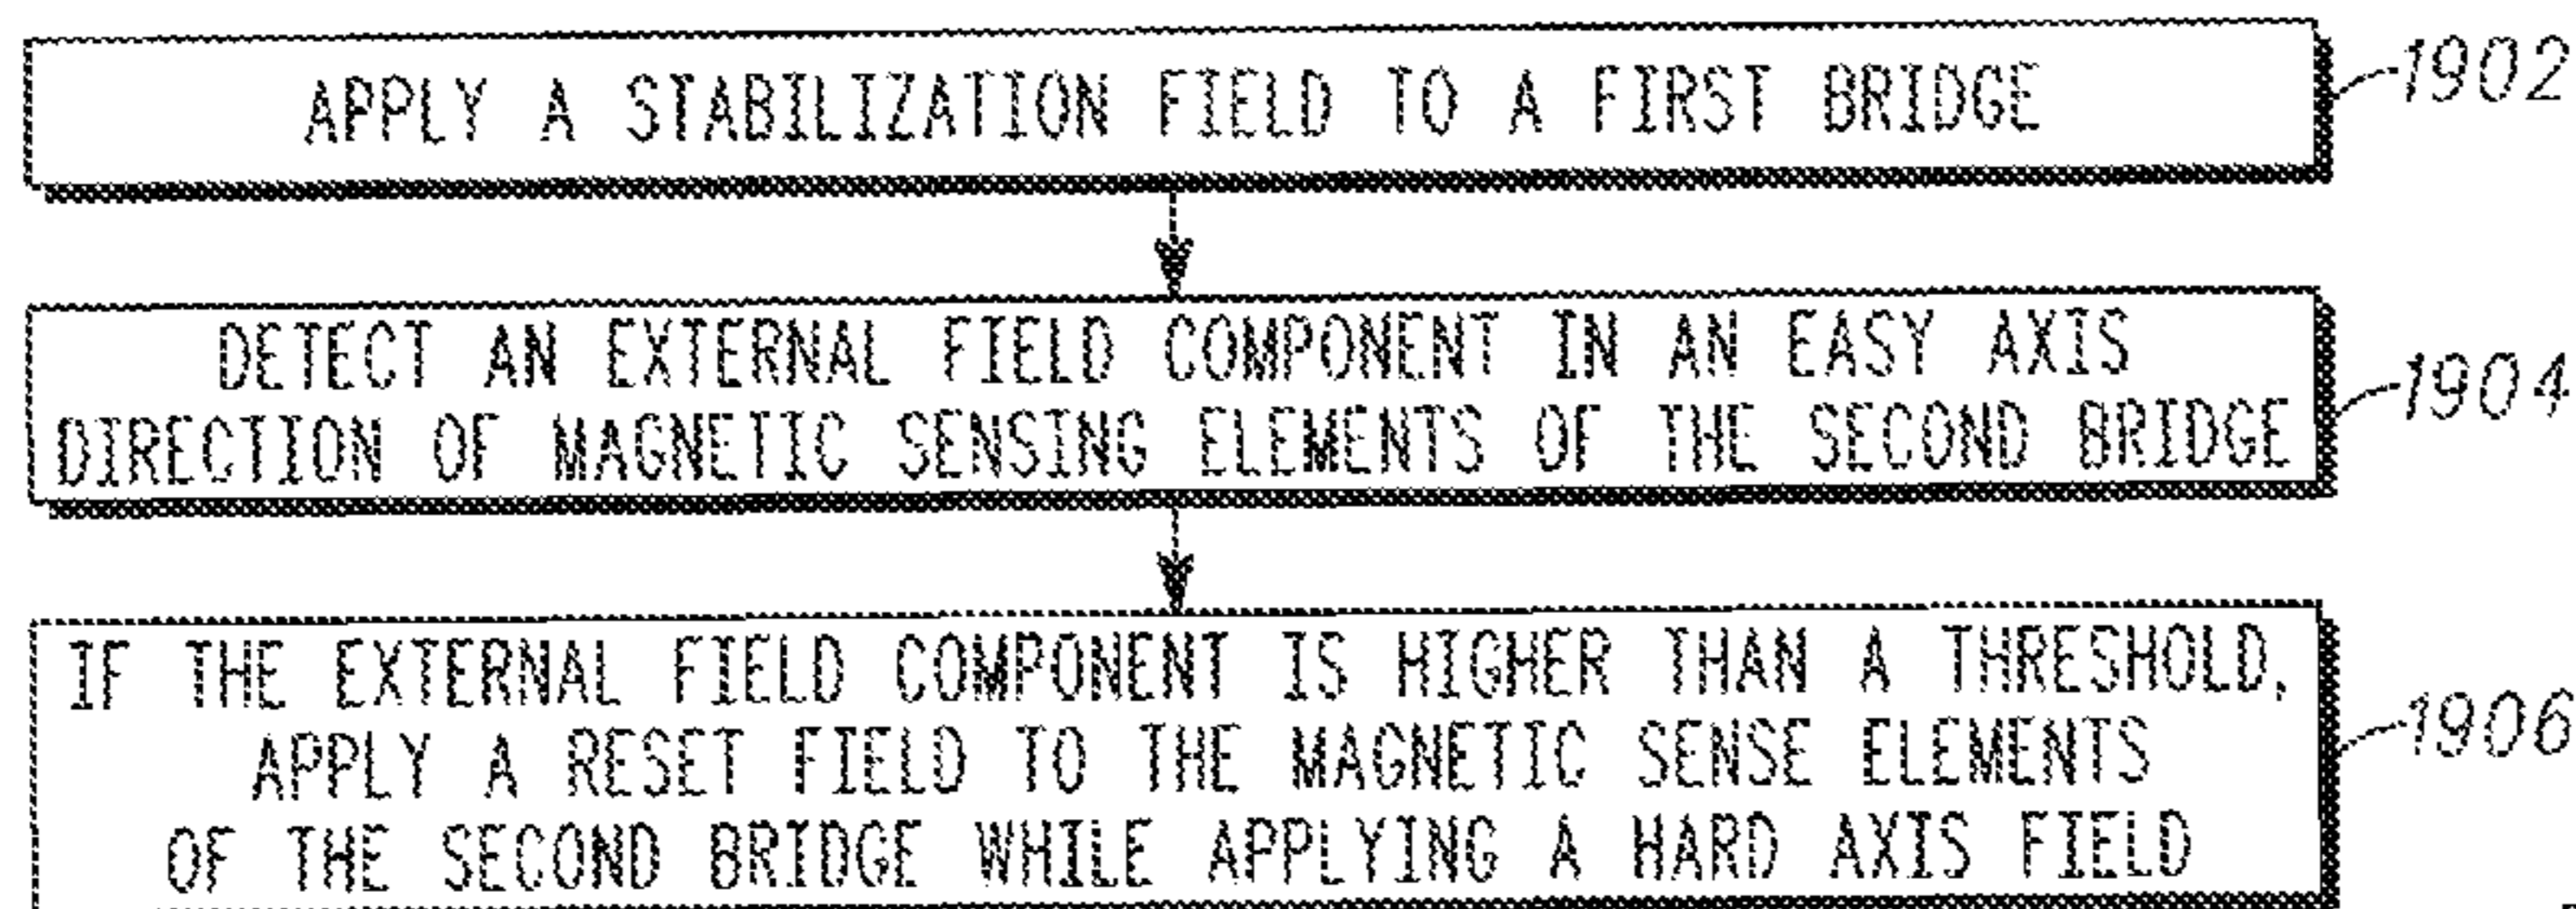 APPLY A STABILIZATION FIELD TO A FIRST BRIDGE
1902
DETECT AN EXTERNAL FIELD COMPONENT IN AN EASY AXIS
DIRECTION OF MAGNETIC SENSING ELEMENTS OF THE SECOND BRIDGE
1904
IF THE EXTERNAL FIELD COMPONENT IS HIGHER THAN A THRESHOLD,
APPLY A RESET FIELD TO THE MAGNETIC SENSE ELEMENTS
OF THE SECOND BRIDGE WHILE APPLYING A HARD AXIS FIELD
1906